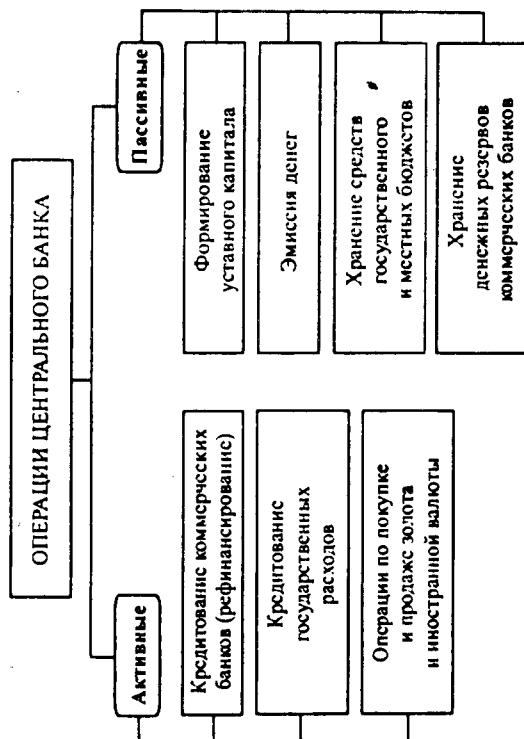 ОПЕРАЦИИ ЦЕНТРАЛЬНОГО БАНКА
Активные
Кредитование коммерческих
банков (рефинансирование)
Кредитование
государственных
расходов
Операции по покупке
и продаже золота
и иностранной валюты
Пассивные
Формирование
уставного капитала
Эмиссия денег
Хранение средств
государственного
и местных бюджетов
Хранение
денежных резервов
коммерческих банков